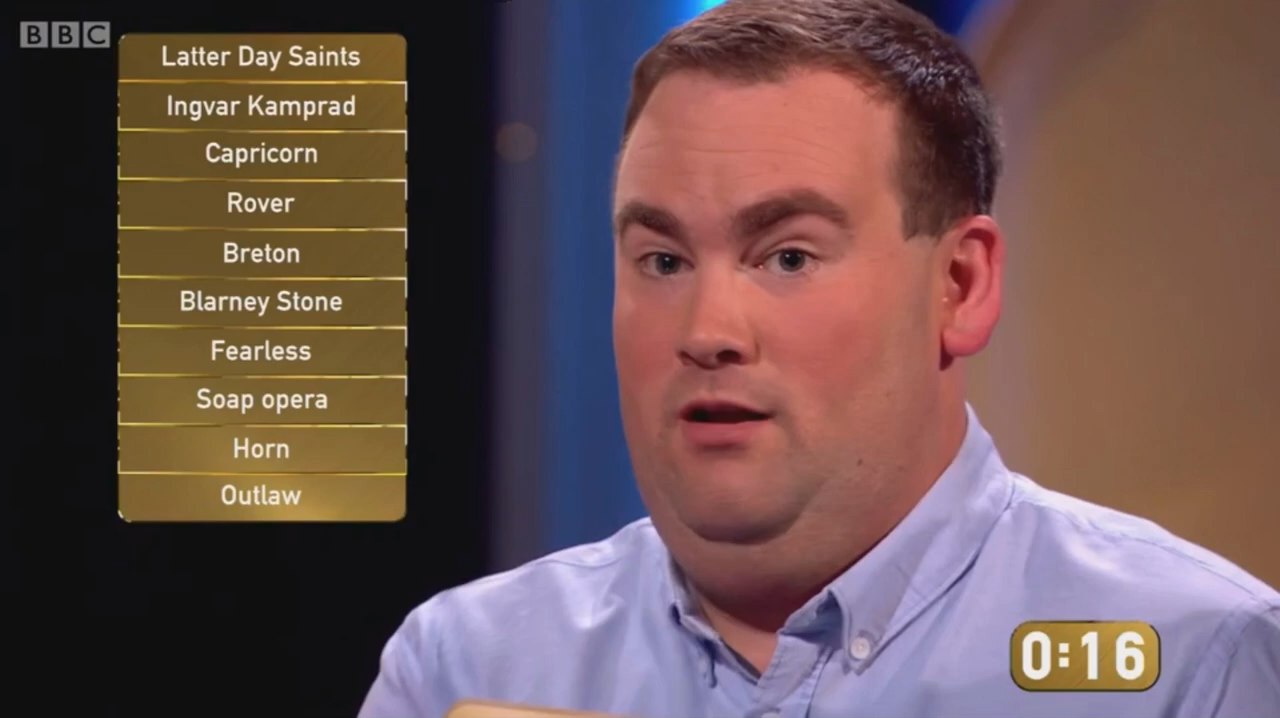 BBC
Latter Day Saints
Ingvar Kamprad
Capricorn
Rover
Breton
Blarney Stone
Fearless
Soap opera
Horn
Outlaw
0:16